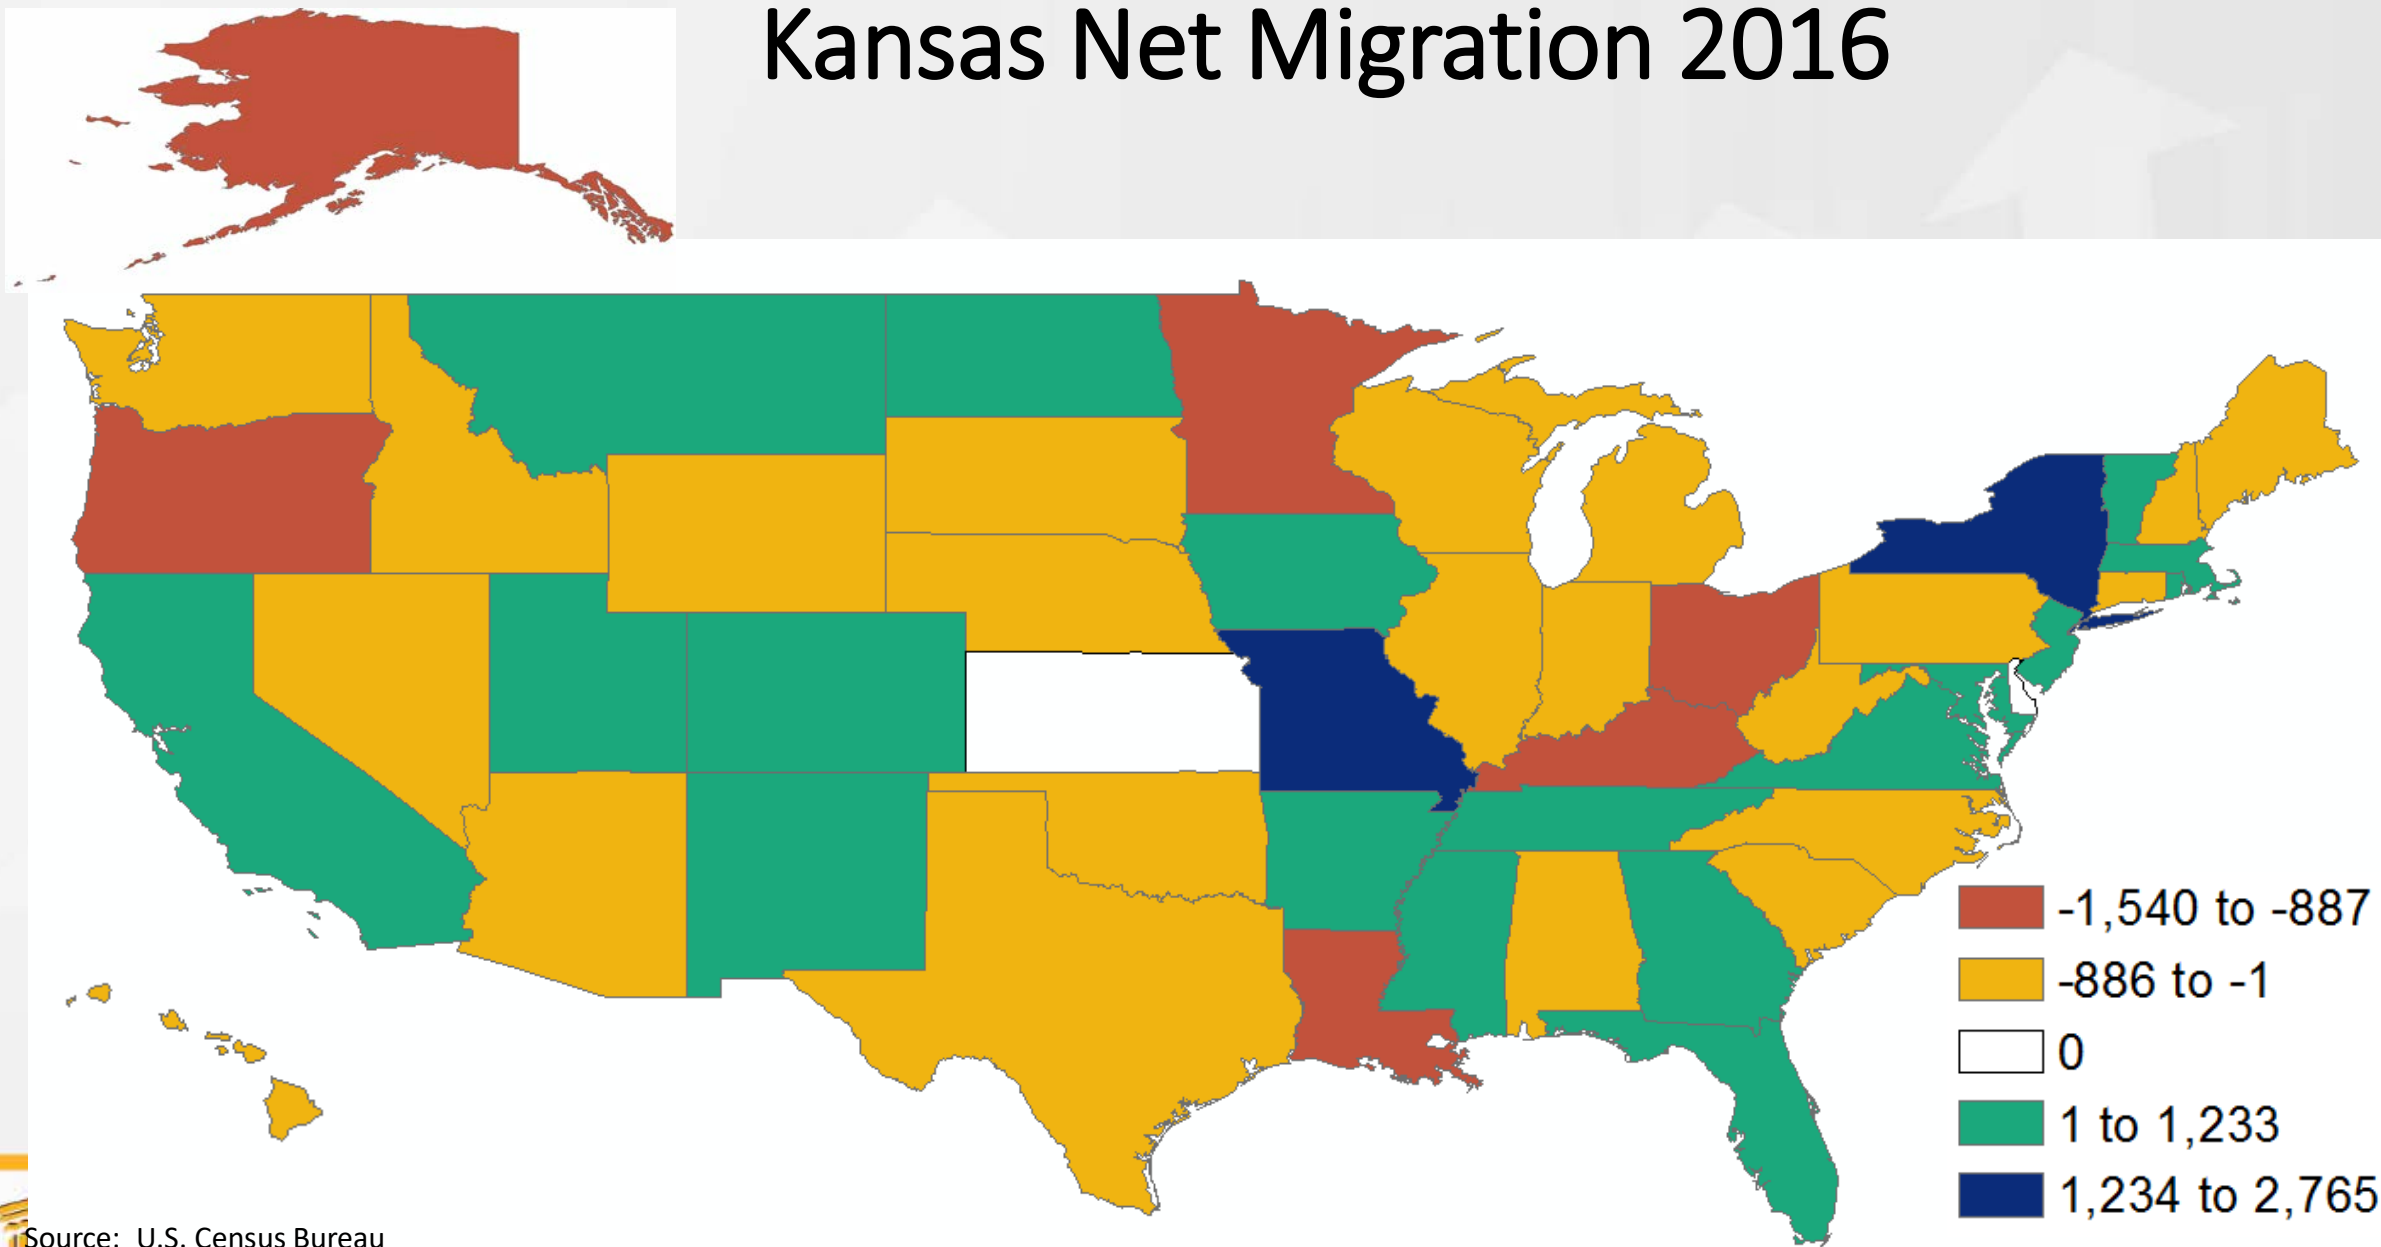 Kansas Net Migration 2016
-1,540 to -887
-886 to -1
0
1 to 1,233
1,234 to 2,765
Source: U.S. Census Bureau